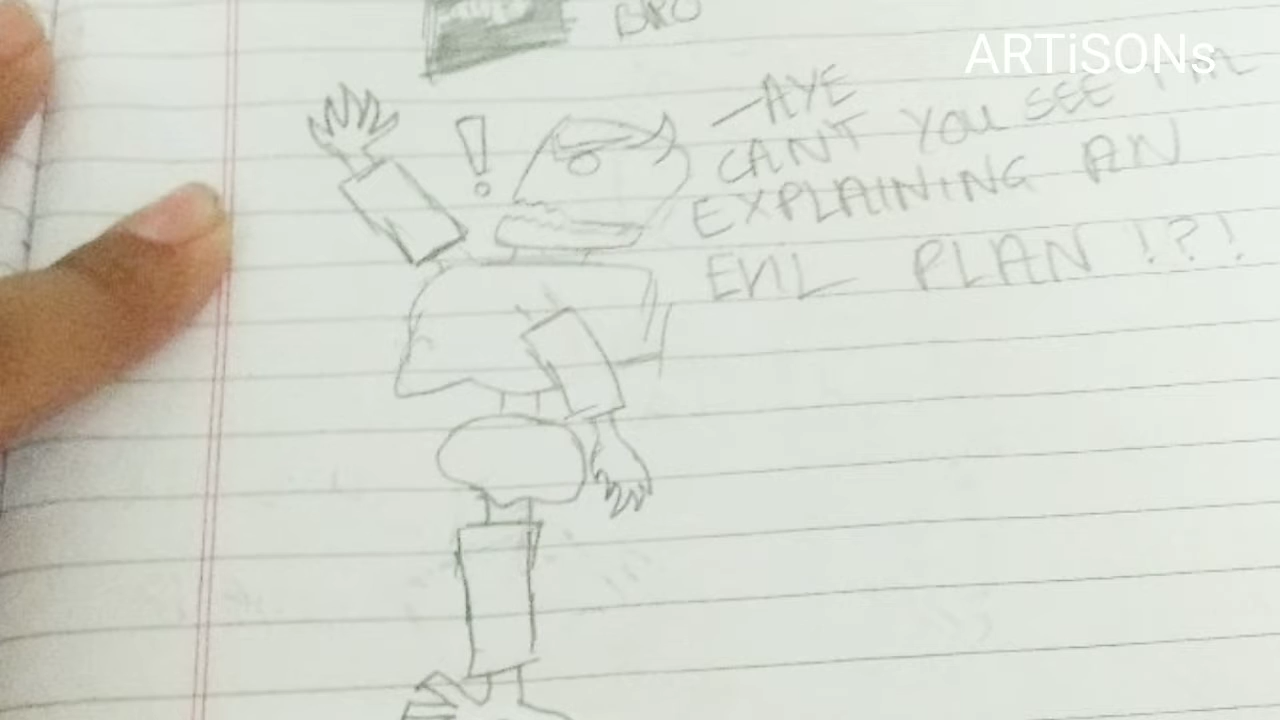 BRO
ARTiSONs
-AYE
CANT YOU SEE
EXPLAINING AN
EVIL PLAN !?!
!